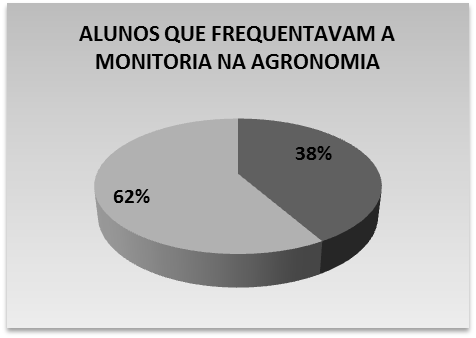 ALUNOS QUE FREQUENTAVAM A
MONITORIA NA AGRONOMIA
38%
62%